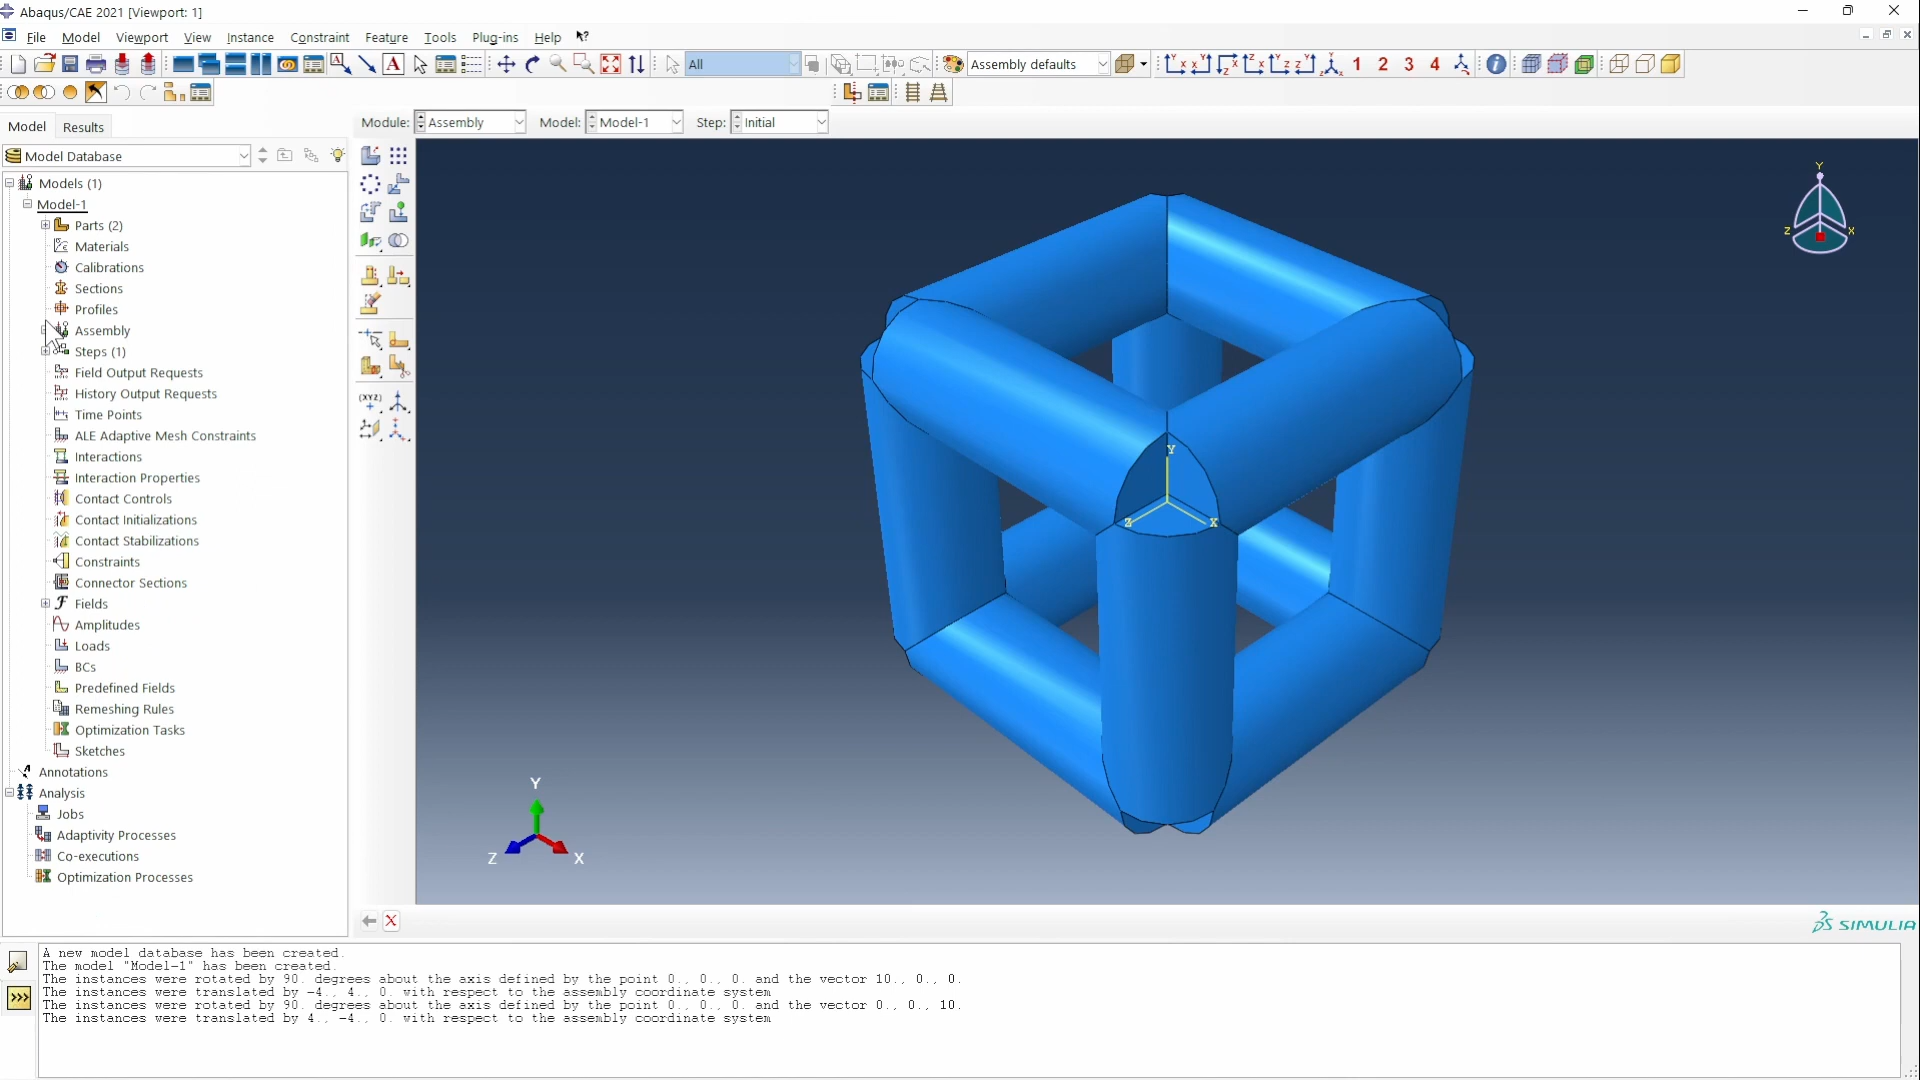 Abaqus/CAE 2021 [Viewport: 1]
File Model Viewport View Instance Constraint Feature Tools Plug-ins Help
All
Assembly defaults
1 2 3 4
Model Results
Module: Assembly Model: Model-1 Step: Initial
Model Database
Models (1)
Model-1
Parts (2)
Materials
Calibrations
Sections
Profiles
Assembly
Steps (1)
Field Output Requests
History Output Requests
Time Points
ALE Adaptive Mesh Constraints
Interactions
Interaction Properties
Contact Controls
Contact Initializations
Contact Stabilizations
Constraints
Connector Sections
Fields
Amplitudes
Loads
BCs
Predefined Fields
Remeshing Rules
Optimization Tasks
Sketches
Annotations
Analysis
Jobs
Adaptivity Processes
Co-executions
Optimization Processes
(XYZ)
Y
Z X
Y
Z X
Y
Z X
SIMULIA
A new model database has been created.
The model "Model-1" has been created.
The instances were rotated by 90. degrees about the axis defined by the point 0., 0., 0. and the vector 10., 0., 0.
The instances were translated by -4., 4., 0. with respect to the assembly coordinate system
The instances were rotated by 90. degrees about the axis defined by the point 0., 0., 0. and the vector 0., 0., 10.
The instances were translated by 4., -4., 0. with respect to the assembly coordinate system